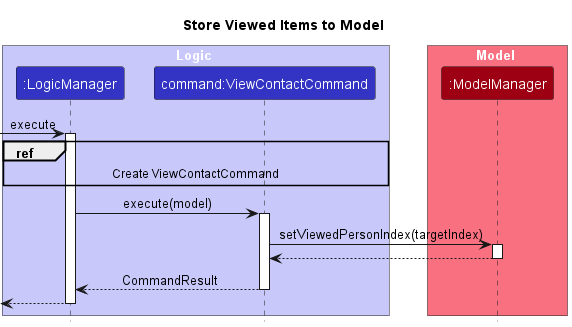 Store Viewed Items to Model
Logic
Model
:LogicManager
command:ViewContactCommand
:ModelManager
execute
ref
Create ViewContactCommand
execute(model)
setViewedPersonIndex(targetIndex)
CommandResult